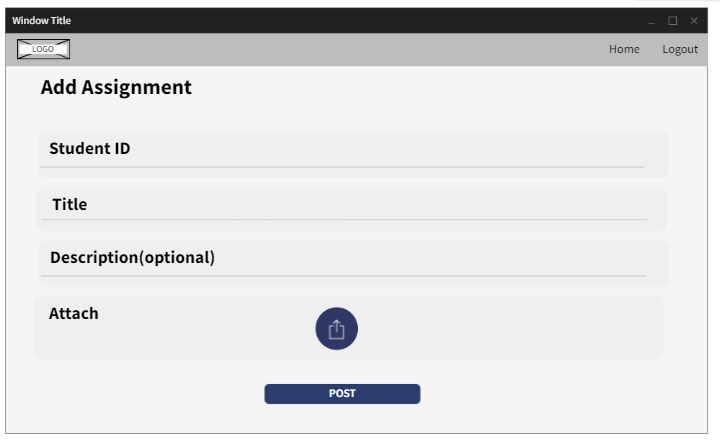 Window Title
LOGO
Home Logout
Add Assignment
Student ID
Title
Description(optional)
Attach
POST